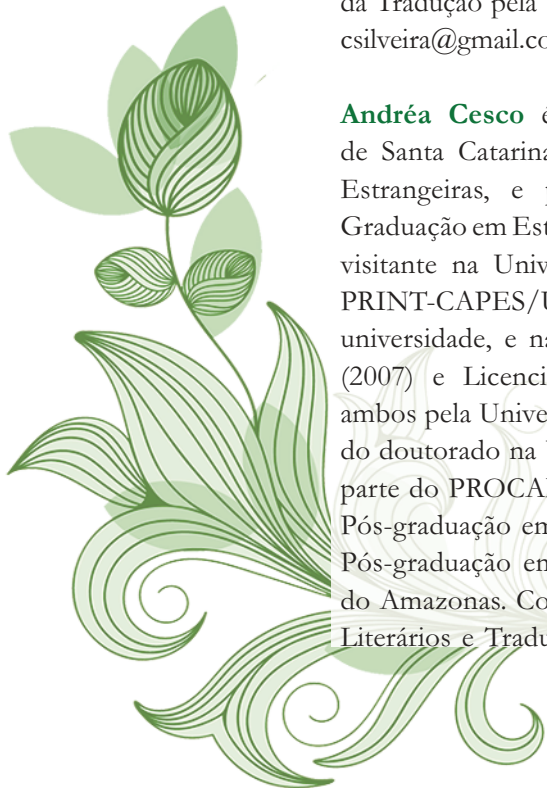 da Tradução pela
csilveira@gmail.co
Andréa Cesco
de Santa Catarina
Estrangeiras, e
Graduação em Est
visitante na Univ
PRINT-CAPES/U
universidade, e na
(2007) e Licenci
ambos pela Unive
do doutorado na
parte do PROCA
Pós-graduação em
Pós-graduação em
do Amazonas. Co
Literários e Tradu